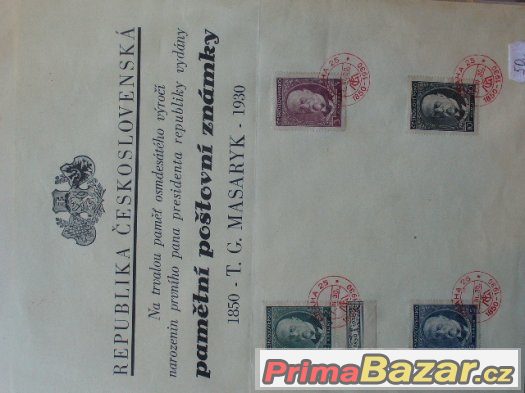 REPUBLIKA ČESKOSLOVENSKÁ
Na trvalou paměť osmdesátého výročí
narozenin prvního pana presidenta republiky vydány
pamětní poštovní známky
1850 - T. G. MASARYK - 1930
PrimaBazar.cz